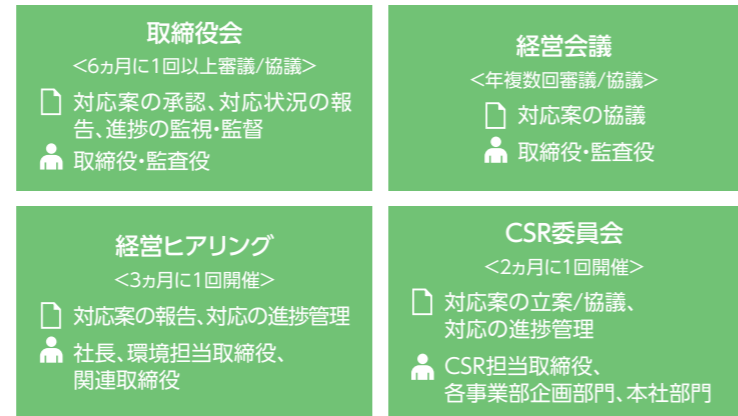 取締役会
<6ヵ月に1回以上審議/協議>
対応案の承認、対応状況の報
告、進捗の監視・監督
取締役・監査役
経営会議
<年複数回審議/協議>
対応案の協議
取締役・監査役
経営ヒアリング
<3ヵ月に1回開催>
対応案の報告、対応の進捗管理
社長、環境担当取締役、
関連取締役
CSR委員会
<2ヵ月に1回開催>
対応案の立案/協議、
対応の進捗管理
CSR担当取締役、
各事業部企画部門、本社部門